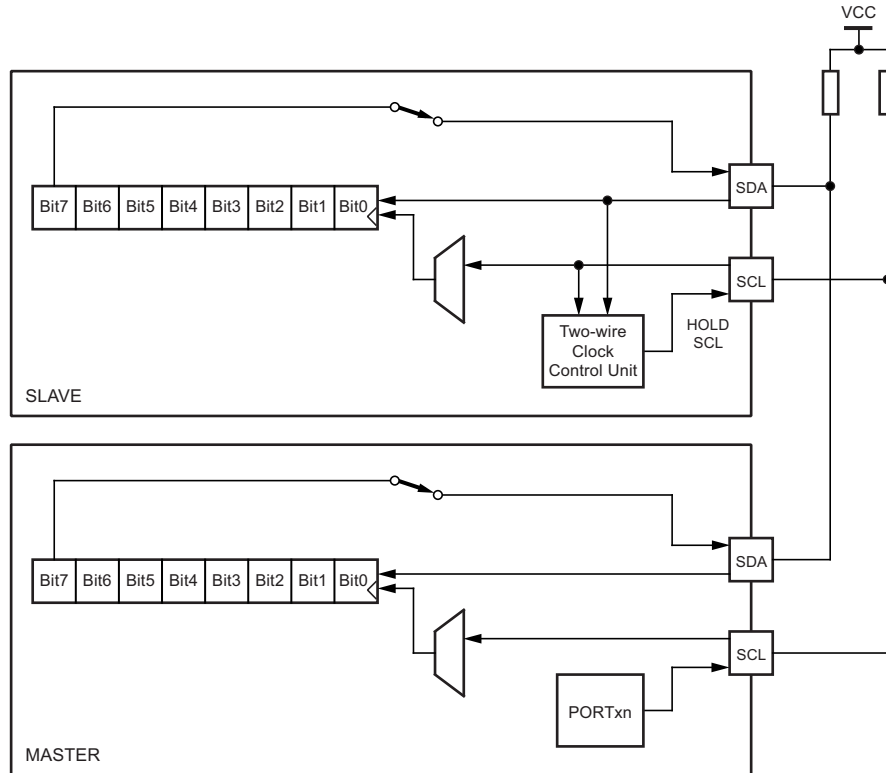 VCC
SDA
Bit7 Bit6 Bit5 Bit4 Bit3 Bit2 Bit1 Bit0
SCL
Two-wire
Clock
Control Unit
HOLD
SCL
SLAVE
SDA
Bit7 Bit6 Bit5 Bit4 Bit3 Bit2 Bit1 Bit0
SCL
PORTxn
MASTER